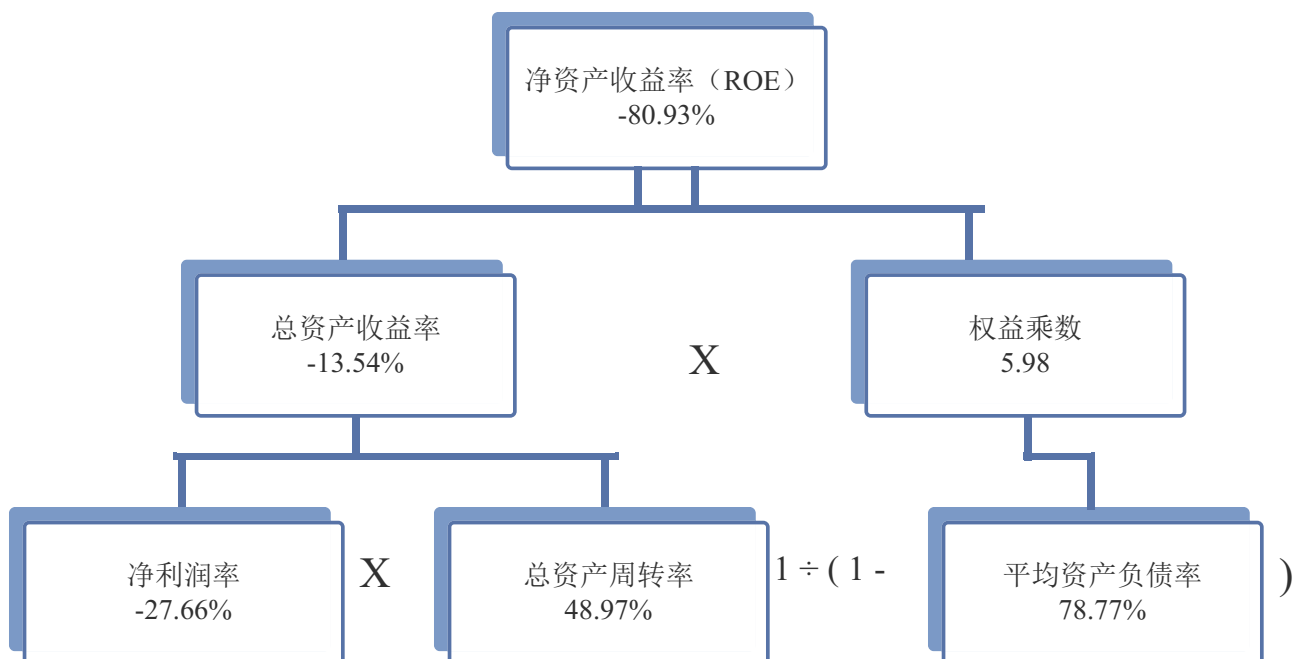 净资产收益率（ROE）
-80.93%
总资产收益率
-13.54%
X
权益乘数
5.98
净利润率
-27.66%
X
总资产周转率
48.97%
1 ÷ ( 1 -
平均资产负债率
78.77%
)